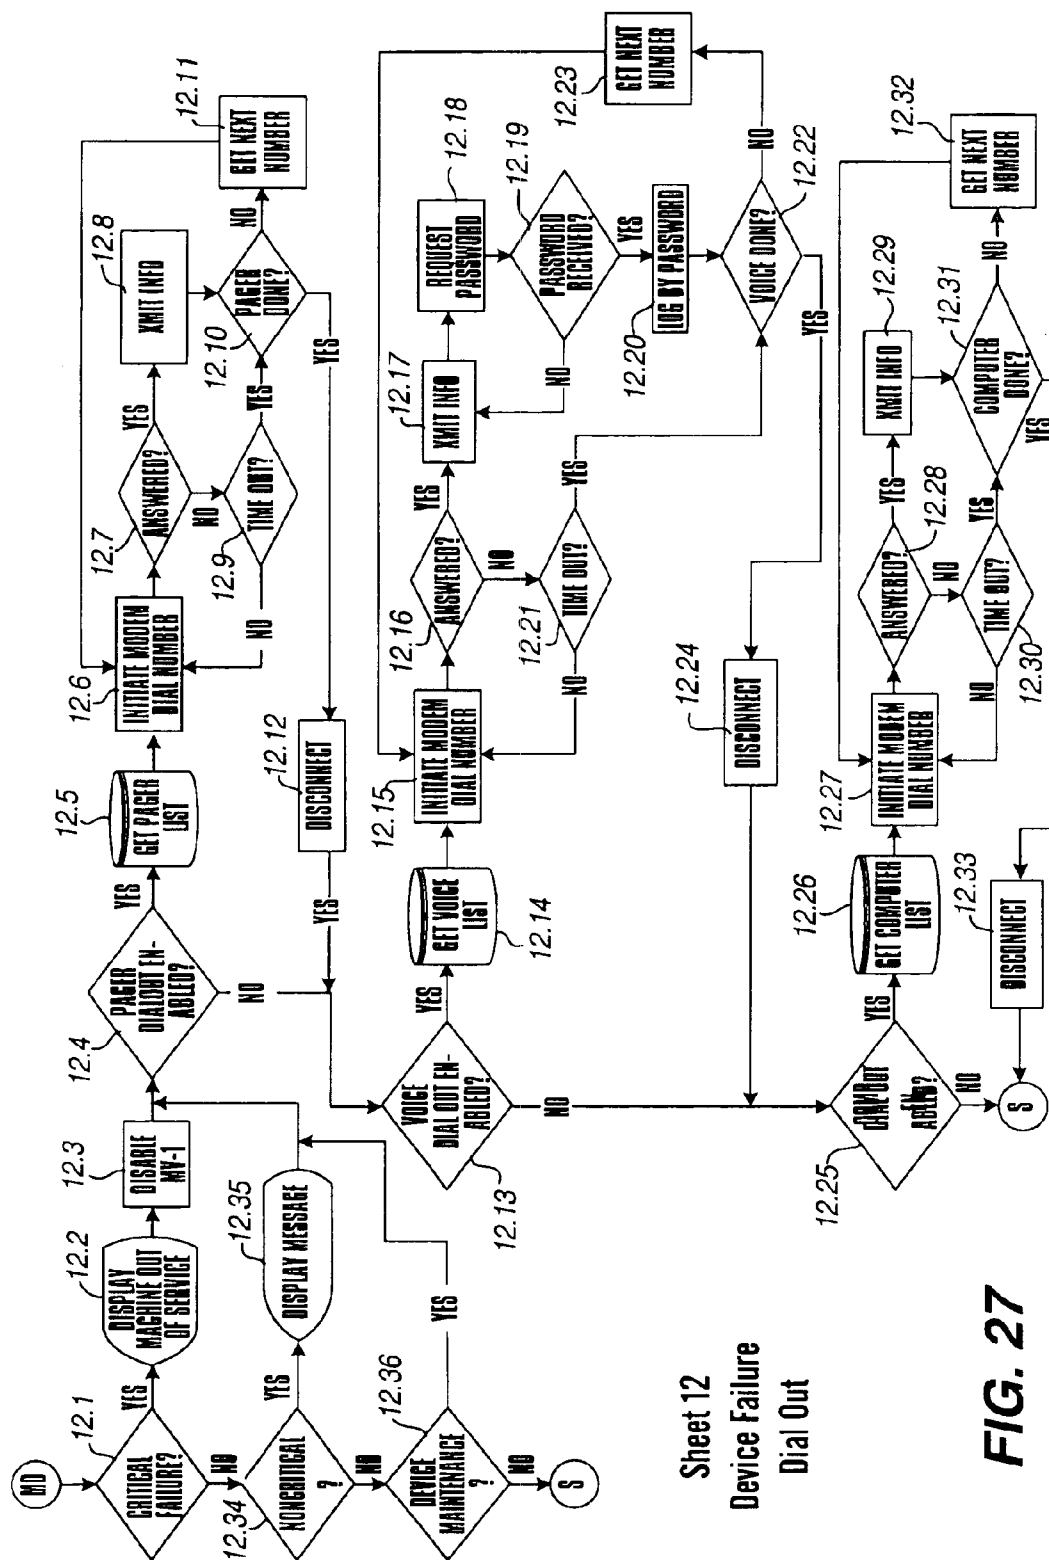 MD
12.1
CRITICAL
FAILURE?
YES
NO
12.2
DISPLAY
MACHINE OUT
OF SERVICE
12.3
DISABLE
MV-1
12.4
PAGER
DIALOUT EN-
ABLED?
YES
NO
12.5
GET PAGER
LIST
12.6
INITIATE MODEM
DIAL NUMBER
12.7
ANSWERED?
YES
NO
12.8
XMIT INFO
12.9
TIME OUT?
YES
NO
12.10
PAGER
DONE?
NO
YES
12.11
GET NEXT
NUMBER
12.12
DISCONNECT
YES
12.34
NONCRITICAL
?
YES
NO
12.35
DISPLAY MESSAGE
12.36
DEVICE
MAINTENANCE
?
YES
NO
S
12.13
VOICE
DIAL OUT EN-
ABLED?
YES
NO
12.14
GET VOICE
LIST
12.15
INITIATE MODEM
DIAL NUMBER
12.16
ANSWERED?
YES
NO
12.17
XMIT INFO
12.18
REQUEST
PASSWORD
12.19
PASSWORD
RECEIVED?
NO
YES
12.20
LOG BY PASSWORD
12.21
TIME OUT?
YES
NO
12.22
VOICE DONE?
NO
YES
12.23
GET NEXT
NUMBER
12.24
DISCONNECT
12.25
ABLED?
YES
NO
S
12.26
GET COMPUTER
LIST
12.27
INITIATE MODEM
DIAL NUMBER
12.28
ANSWERED?
YES
NO
12.29
XMIT INFO
12.30
TIME OUT?
YES
NO
12.31
COMPUTER
DONE?
NO
YES
12.32
GET NEXT
NUMBER
12.33
DISCONNECT
Sheet 12
Device Failure
Dial Out
FIG. 27